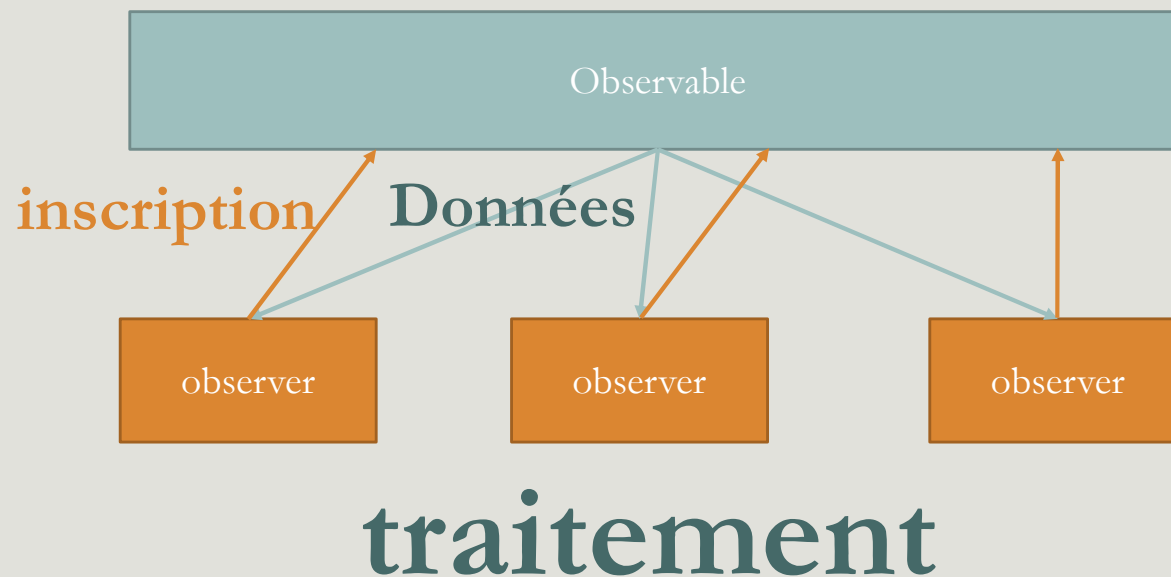 Observable
inscription
Données
observer
observer
observer
traitement